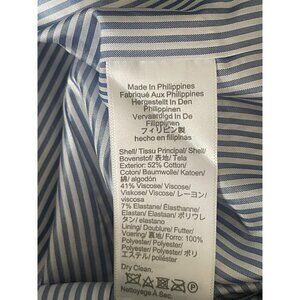 Made In Philippines
Fabriqué Aux Philippines
Hergestellt In Den
Philippinen
Vervaardigd In De
Filippijnen
フィリピン製
hecho en filipinas
Shell/ Tissu Principal/ Shell/
Bovenstof/ 表地/ Tela
Exterior: 52% Cotton/
Coton/ Baumwolle/ Katoen/
綿/ algodón
41% Viscose/ Viscose/
Viskose/ Viscose/ レーヨン/
viscosa
7% Elastane/ Élasthanne/
Elastan/ Elastaan/ ポリウレ
タン/ elastano
Lining/ Doublure/ Futter/
Voering/ 裏地/ Forro: 100%
Polyester/ Polyester/
Polyester/ Polyester/ ポリ
エステル/ poliéster
Dry Clean.
Nettoyage À Sec.